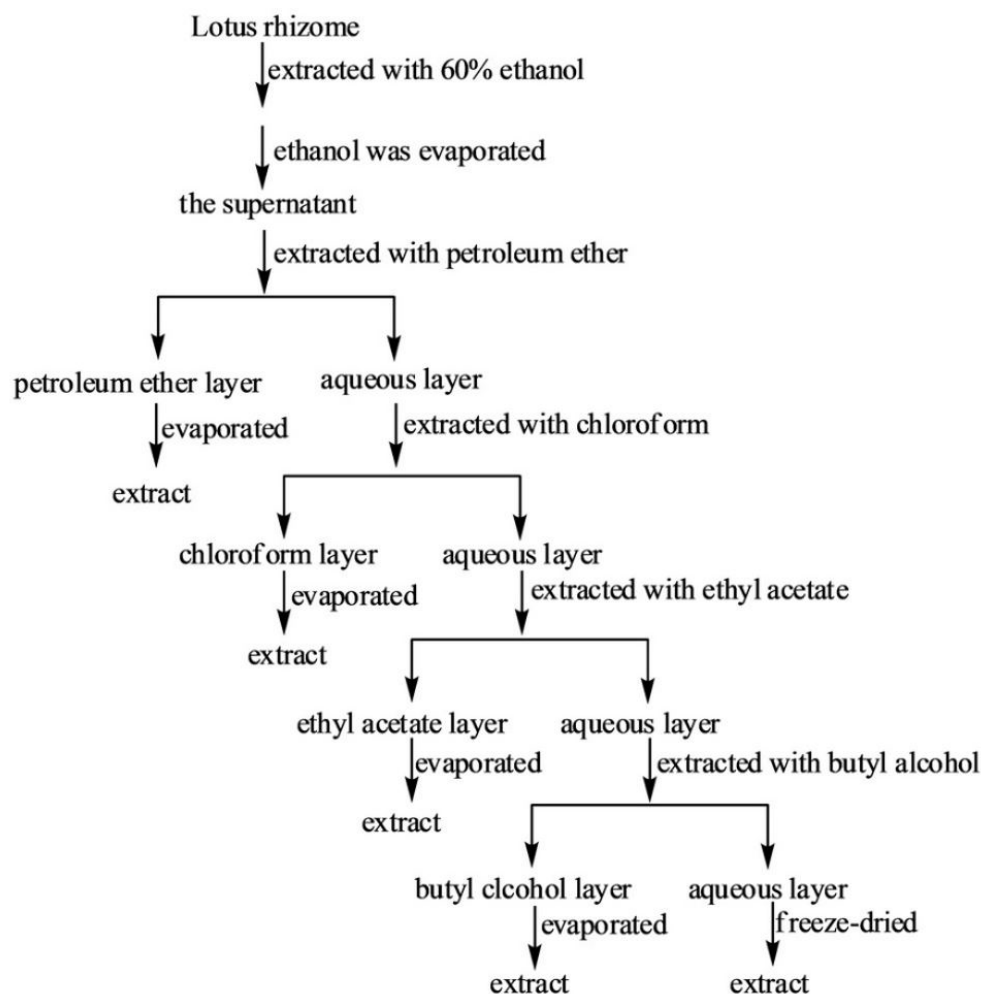 Lotus rhizome
extracted with 60% ethanol
ethanol was evaporated
the supernatant
extracted with petroleum ether
petroleum ether layer
aqueous layer
evaporated
extracted with chloroform
extract
chloroform layer
aqueous layer
evaporated
extracted with ethyl acetate
extract
ethyl acetate layer
aqueous layer
evaporated
extracted with butyl alcohol
extract
butyl clcohol layer
aqueous layer
evaporated
freeze-dried
extract
extract